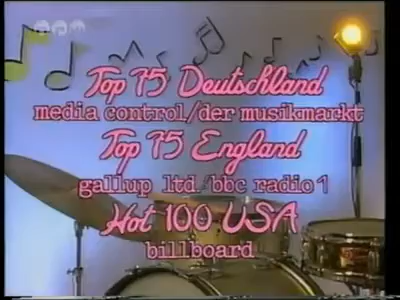 Top 75 Deutschland
media control/der musikmarkt
Top 75 England
gallup ltd./bbc radio 1
Hot 100 USA
billboard